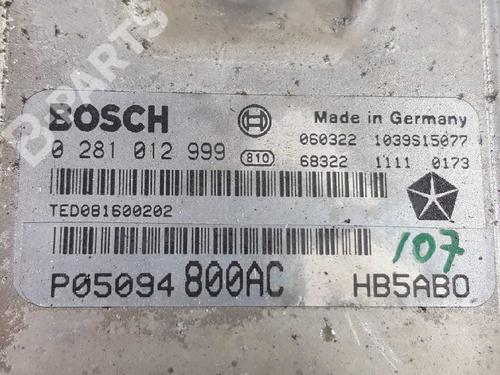 B-PARTS
BOSCH
Made in Germany
0 281 012 999
810
060322 1039S15077
68322 1111 0173
TED081600202
107
P05094 800AC HB5AB0